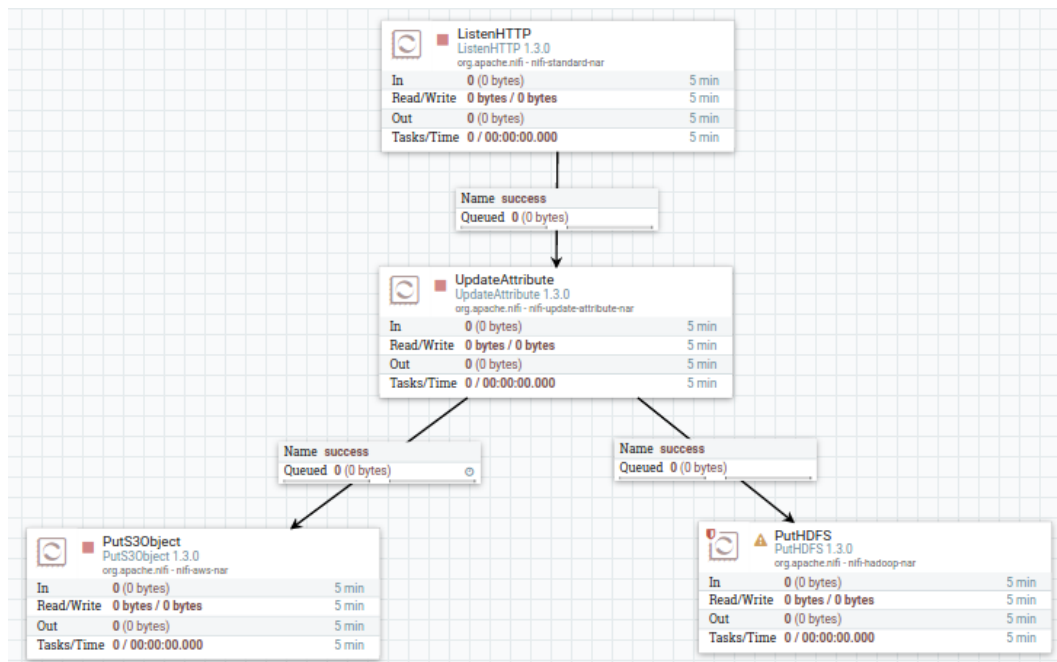 ListenHTTP
ListenHTTP 1.3.0
org.apache.nifi - nifi-standard-nar
In 0 (0 bytes) 5 min
Read/Write 0 bytes / 0 bytes 5 min
Out 0 (0 bytes) 5 min
Tasks/Time 0 / 00:00:00.000 5 min
Name success
Queued 0 (0 bytes)
UpdateAttribute
UpdateAttribute 1.3.0
org.apache.nifi - nifi-update-attribute-nar
In 0 (0 bytes) 5 min
Read/Write 0 bytes / 0 bytes 5 min
Out 0 (0 bytes) 5 min
Tasks/Time 0 / 00:00:00.000 5 min
Name success
Queued 0 (0 bytes)
Name success
Queued 0 (0 bytes)
PutS3Object
PutS3Object 1.3.0
org.apache.nifi - nifi-aws-nar
In 0 (0 bytes) 5 min
Read/Write 0 bytes / 0 bytes 5 min
Out 0 (0 bytes) 5 min
Tasks/Time 0 / 00:00:00.000 5 min
PutHDFS
PutHDFS 1.3.0
org.apache.nifi - nifi-hadoop-nar
In 0 (0 bytes) 5 min
Read/Write 0 bytes / 0 bytes 5 min
Out 0 (0 bytes) 5 min
Tasks/Time 0 / 00:00:00.000 5 min